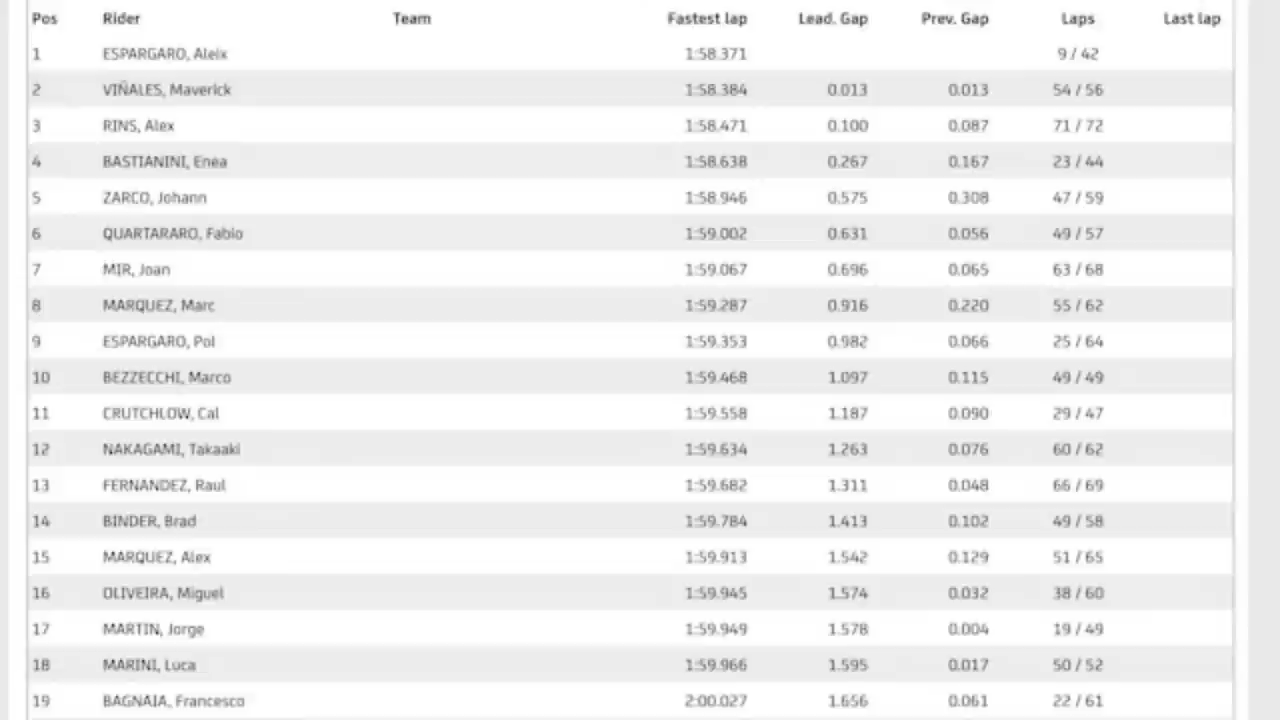 Pos Rider Team Fastest lap Lead. Gap Prev. Gap Laps Last lap
1 ESPARGARO, Aleix 1:58.371 9 / 42
2 VIÑALES, Maverick 1:58.384 0.013 0.013 54 / 56
3 RINS, Alex 1:58.471 0.100 0.087 71 / 72
4 BASTIANINI, Enea 1:58.638 0.267 0.167 23 / 44
5 ZARCO, Johann 1:58.946 0.575 0.308 47 / 59
6 QUARTARARO, Fabio 1:59.002 0.631 0.056 49 / 57
7 MIR, Joan 1:59.067 0.696 0.065 63 / 68
8 MARQUEZ, Marc 1:59.287 0.916 0.220 55 / 62
9 ESPARGARO, Pol 1:59.353 0.982 0.066 25 / 64
10 BEZZECCHI, Marco 1:59.468 1.097 0.115 49 / 49
11 CRUTCHLOW, Cal 1:59.558 1.187 0.090 29 / 47
12 NAKAGAMI, Takaaki 1:59.634 1.263 0.076 60 / 62
13 FERNANDEZ, Raul 1:59.682 1.311 0.048 66 / 69
14 BINDER, Brad 1:59.784 1.413 0.102 49 / 58
15 MARQUEZ, Alex 1:59.913 1.542 0.129 51 / 65
16 OLIVEIRA, Miguel 1:59.945 1.574 0.032 38 / 60
17 MARTIN, Jorge 1:59.949 1.578 0.004 19 / 49
18 MARINI, Luca 1:59.966 1.595 0.017 50 / 52
19 BAGNAIA, Francesco 2:00.027 1.656 0.061 22 / 61